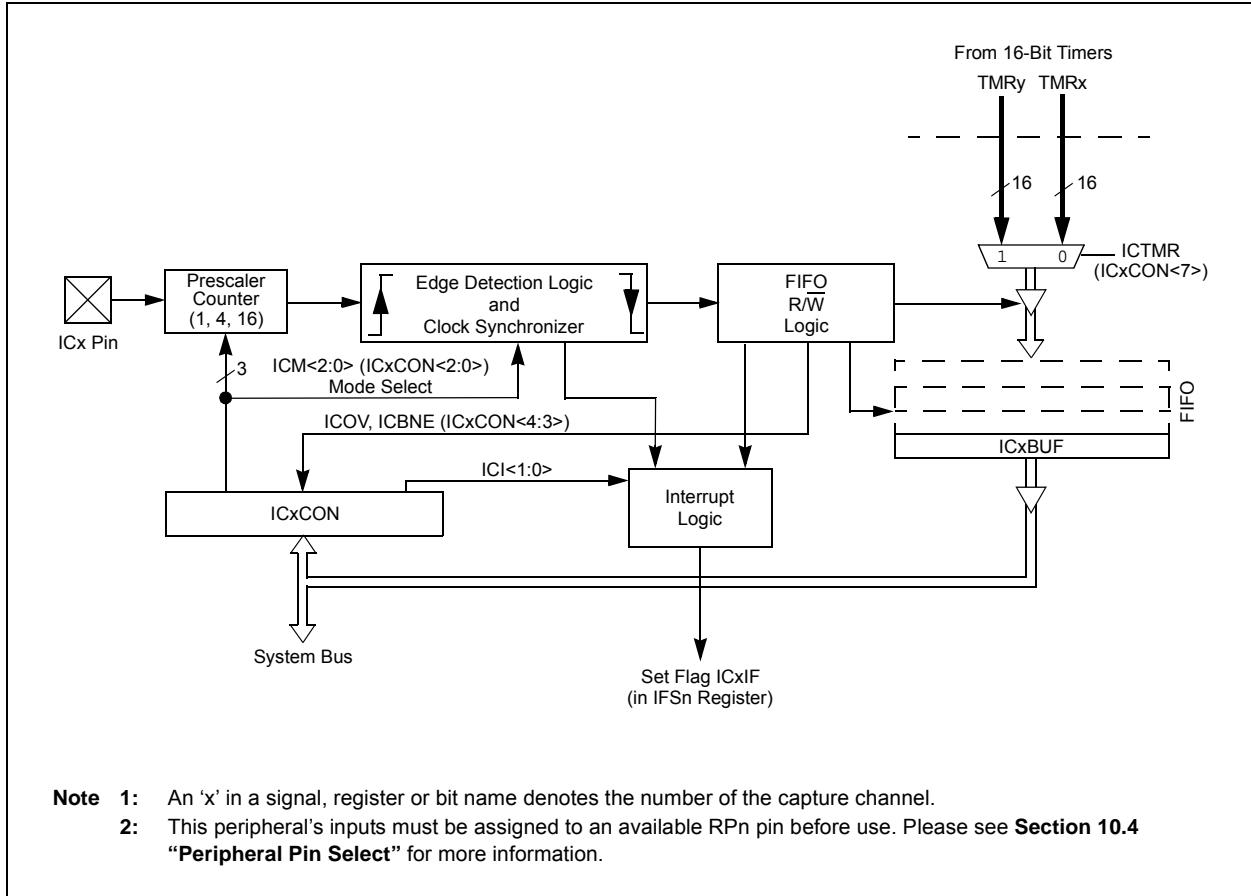 From 16-Bit Timers
TMRy TMRx
16
16
1 0
ICTMR
(ICxCON<7>)
Prescaler
Counter
(1, 4, 16)
Edge Detection Logic
and
Clock Synchronizer
FIFO
R/W
Logic
ICx Pin
3
ICM<2:0> (ICxCON<2:0>)
Mode Select
FIFO
ICOV, ICBNE (ICxCON<4:3>)
ICxBUF
ICI<1:0>
ICxCON
Interrupt
Logic
System Bus
Set Flag ICxIF
(in IFSn Register)
Note 1: An ‘x’ in a signal, register or bit name denotes the number of the capture channel.
2: This peripheral’s inputs must be assigned to an available RPn pin before use. Please see Section 10.4
“Peripheral Pin Select” for more information.